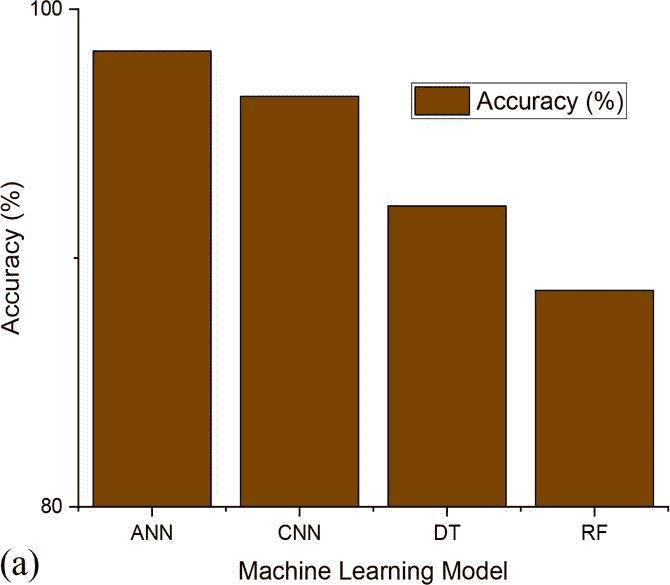 100
Accuracy (%)
Accuracy (%)
80
ANN CNN DT RF
(a) Machine Learning Model